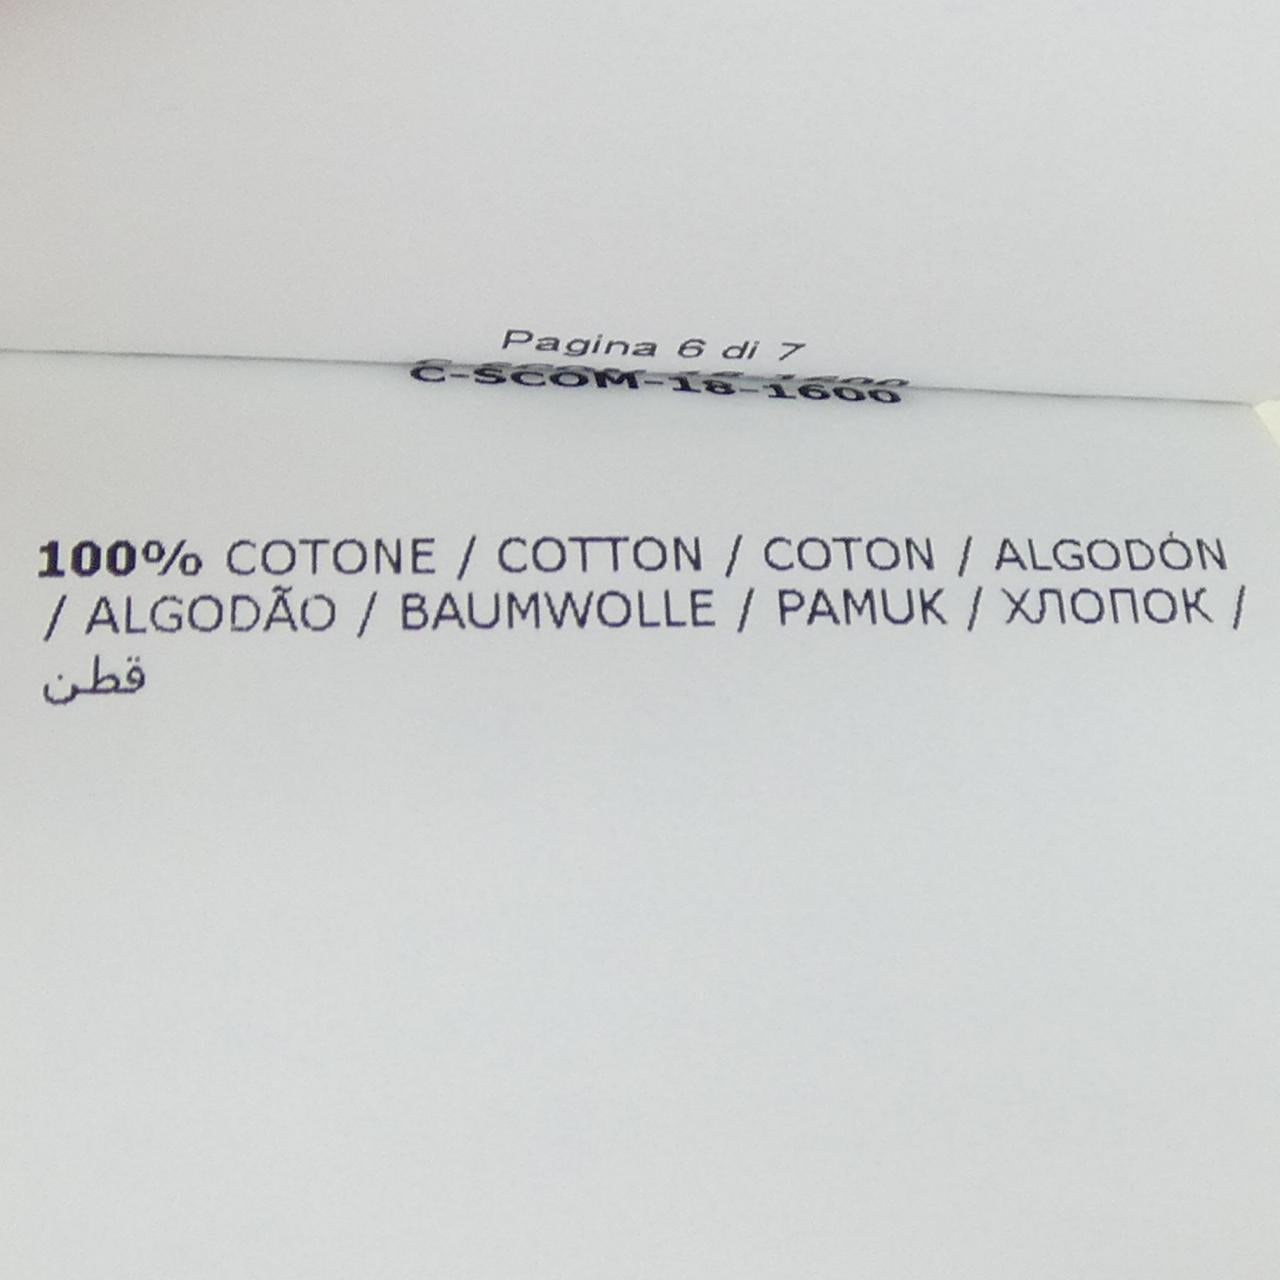 Pagina 6 di 7
C-SCOM-18-1600
100% COTONE / COTTON / COTON / ALGODÓN
/ ALGODÃO / BAUMWOLLE / PAMUK / ХЛОПОК /
قطن